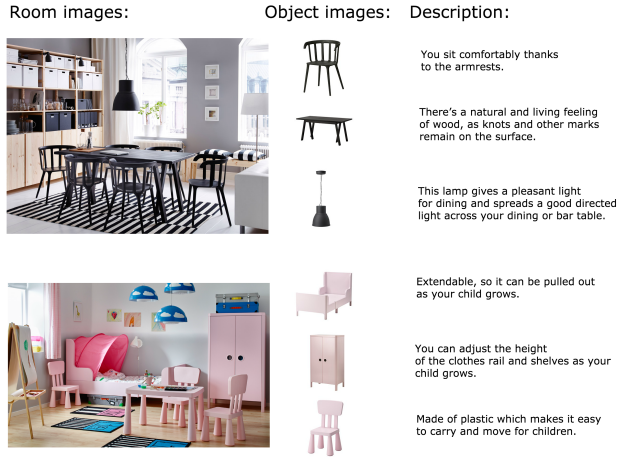 Room images: Object images: Description:
You sit comfortably thanks
to the armrests.
There's a natural and living feeling
of wood, as knots and other marks
remain on the surface.
This lamp gives a pleasant light
for dining and spreads a good directed
light across your dining or bar table.
Extendable, so it can be pulled out
as your child grows.
You can adjust the height
of the clothes rail and shelves as your
child grows.
Made of plastic which makes it easy
to carry and move for children.